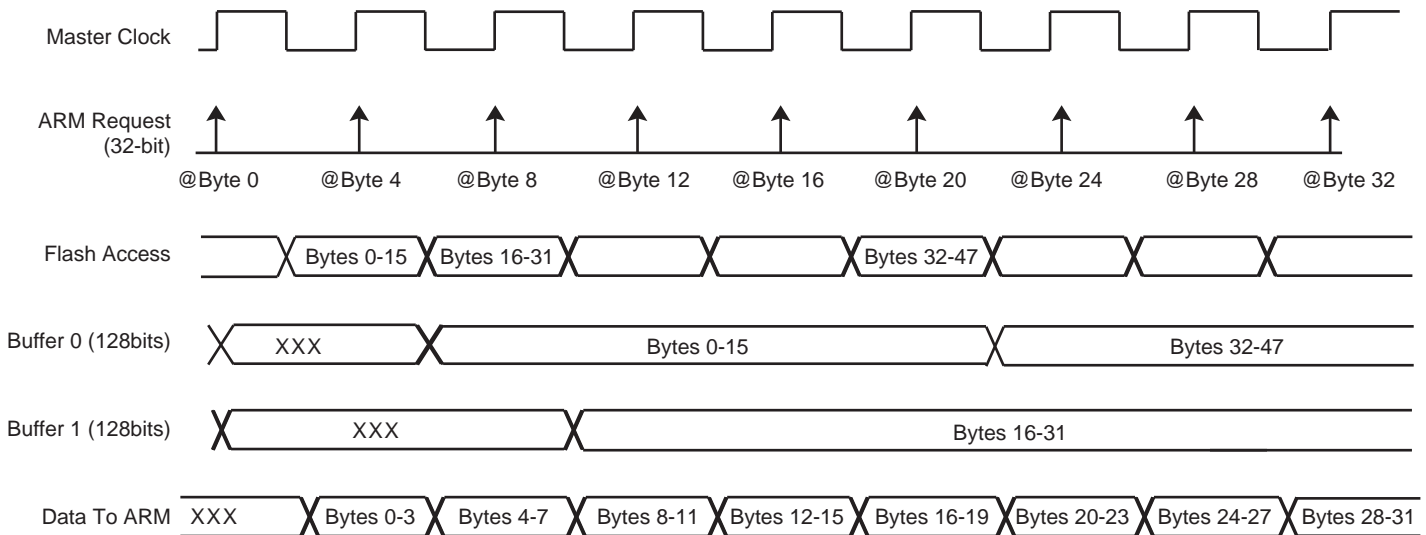 Master Clock
ARM Request
(32-bit)
@Byte 0 @Byte 4 @Byte 8 @Byte 12 @Byte 16 @Byte 20 @Byte 24 @Byte 28 @Byte 32
Flash Access Bytes 0-15 Bytes 16-31 Bytes 32-47
Buffer 0 (128bits) XXX Bytes 0-15 Bytes 32-47
Buffer 1 (128bits) XXX Bytes 16-31
Data To ARM XXX Bytes 0-3 Bytes 4-7 Bytes 8-11 Bytes 12-15 Bytes 16-19 Bytes 20-23 Bytes 24-27 Bytes 28-31